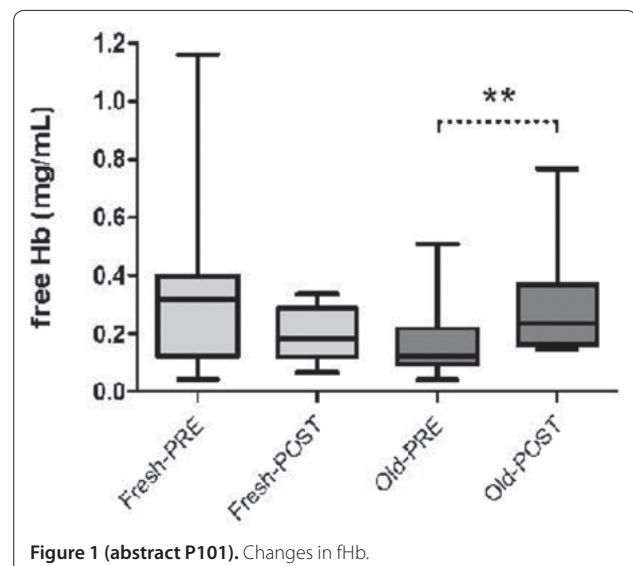 1.2
**
1.0
0.8
0.6
0.4
0.2
0.0
free Hb (mg/mL)
Fresh-PRE
Fresh-POST
Old-PRE
Old-POST
Figure 1 (abstract P101). Changes in fHb.